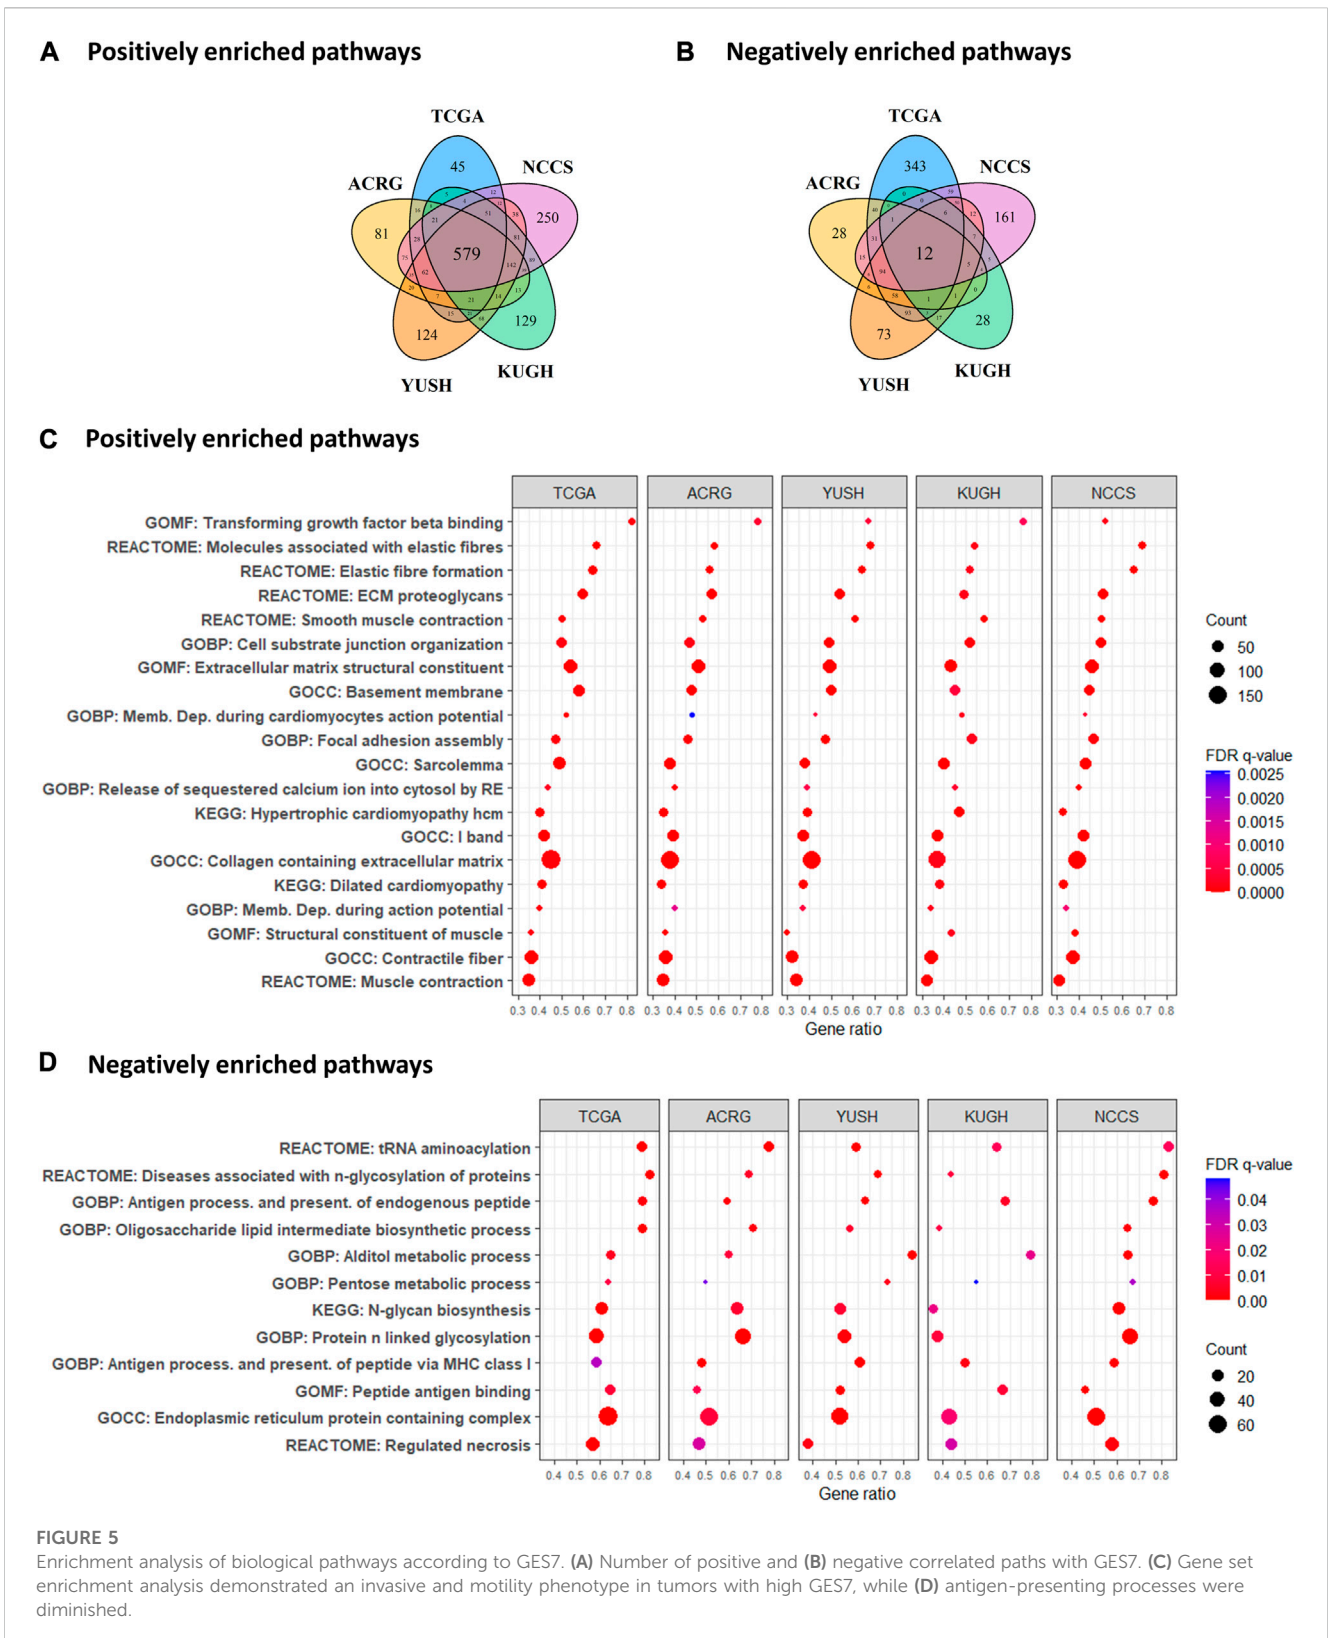 A Positively enriched pathways
B Negatively enriched pathways
TCGA
NCCS
ACRG
45
250
81
579
124
129
YUSH
KUGH
TCGA
NCCS
ACRG
343
161
28
12
73
28
YUSH
KUGH
C Positively enriched pathways
TCGA ACRG YUSH KUGH NCCS
GOMF: Transforming growth factor beta binding
REACTOME: Molecules associated with elastic fibres
REACTOME: Elastic fibre formation
REACTOME: ECM proteoglycans
REACTOME: Smooth muscle contraction
GOBP: Cell substrate junction organization
GOMF: Extracellular matrix structural constituent
GOCC: Basement membrane
GOBP: Memb. Dep. during cardiomyocytes action potential
GOBP: Focal adhesion assembly
GOCC: Sarcolemma
GOBP: Release of sequestered calcium ion into cytosol by RE
KEGG: Hypertrophic cardiomyopathy hcm
GOCC: I band
GOCC: Collagen containing extracellular matrix
KEGG: Dilated cardiomyopathy
GOBP: Memb. Dep. during action potential
GOMF: Structural constituent of muscle
GOCC: Contractile fiber
REACTOME: Muscle contraction
0.3 0.4 0.5 0.6 0.7 0.8 0.3 0.4 0.5 0.6 0.7 0.8 0.3 0.4 0.5 0.6 0.7 0.8 0.3 0.4 0.5 0.6 0.7 0.8 0.3 0.4 0.5 0.6 0.7 0.8
Gene ratio
Count
50
100
150
FDR q-value
0.0025
0.0020
0.0015
0.0010
0.0005
0.0000
D Negatively enriched pathways
TCGA ACRG YUSH KUGH NCCS
REACTOME: tRNA aminoacylation
REACTOME: Diseases associated with n-glycosylation of proteins
GOBP: Antigen process. and present. of endogenous peptide
GOBP: Oligosaccharide lipid intermediate biosynthetic process
GOBP: Alditol metabolic process
GOBP: Pentose metabolic process
KEGG: N-glycan biosynthesis
GOBP: Protein n linked glycosylation
GOBP: Antigen process. and present. of peptide via MHC class I
GOMF: Peptide antigen binding
GOCC: Endoplasmic reticulum protein containing complex
REACTOME: Regulated necrosis
0.4 0.5 0.6 0.7 0.8 0.4 0.5 0.6 0.7 0.8 0.4 0.5 0.6 0.7 0.8 0.4 0.5 0.6 0.7 0.8 0.4 0.5 0.6 0.7 0.8
Gene ratio
FDR q-value
0.04
0.03
0.02
0.01
0.00
Count
20
40
60
FIGURE 5
Enrichment analysis of biological pathways according to GES7. (A) Number of positive and (B) negative correlated paths with GES7. (C) Gene set
enrichment analysis demonstrated an invasive and motility phenotype in tumors with high GES7, while (D) antigen-presenting processes were
diminished.